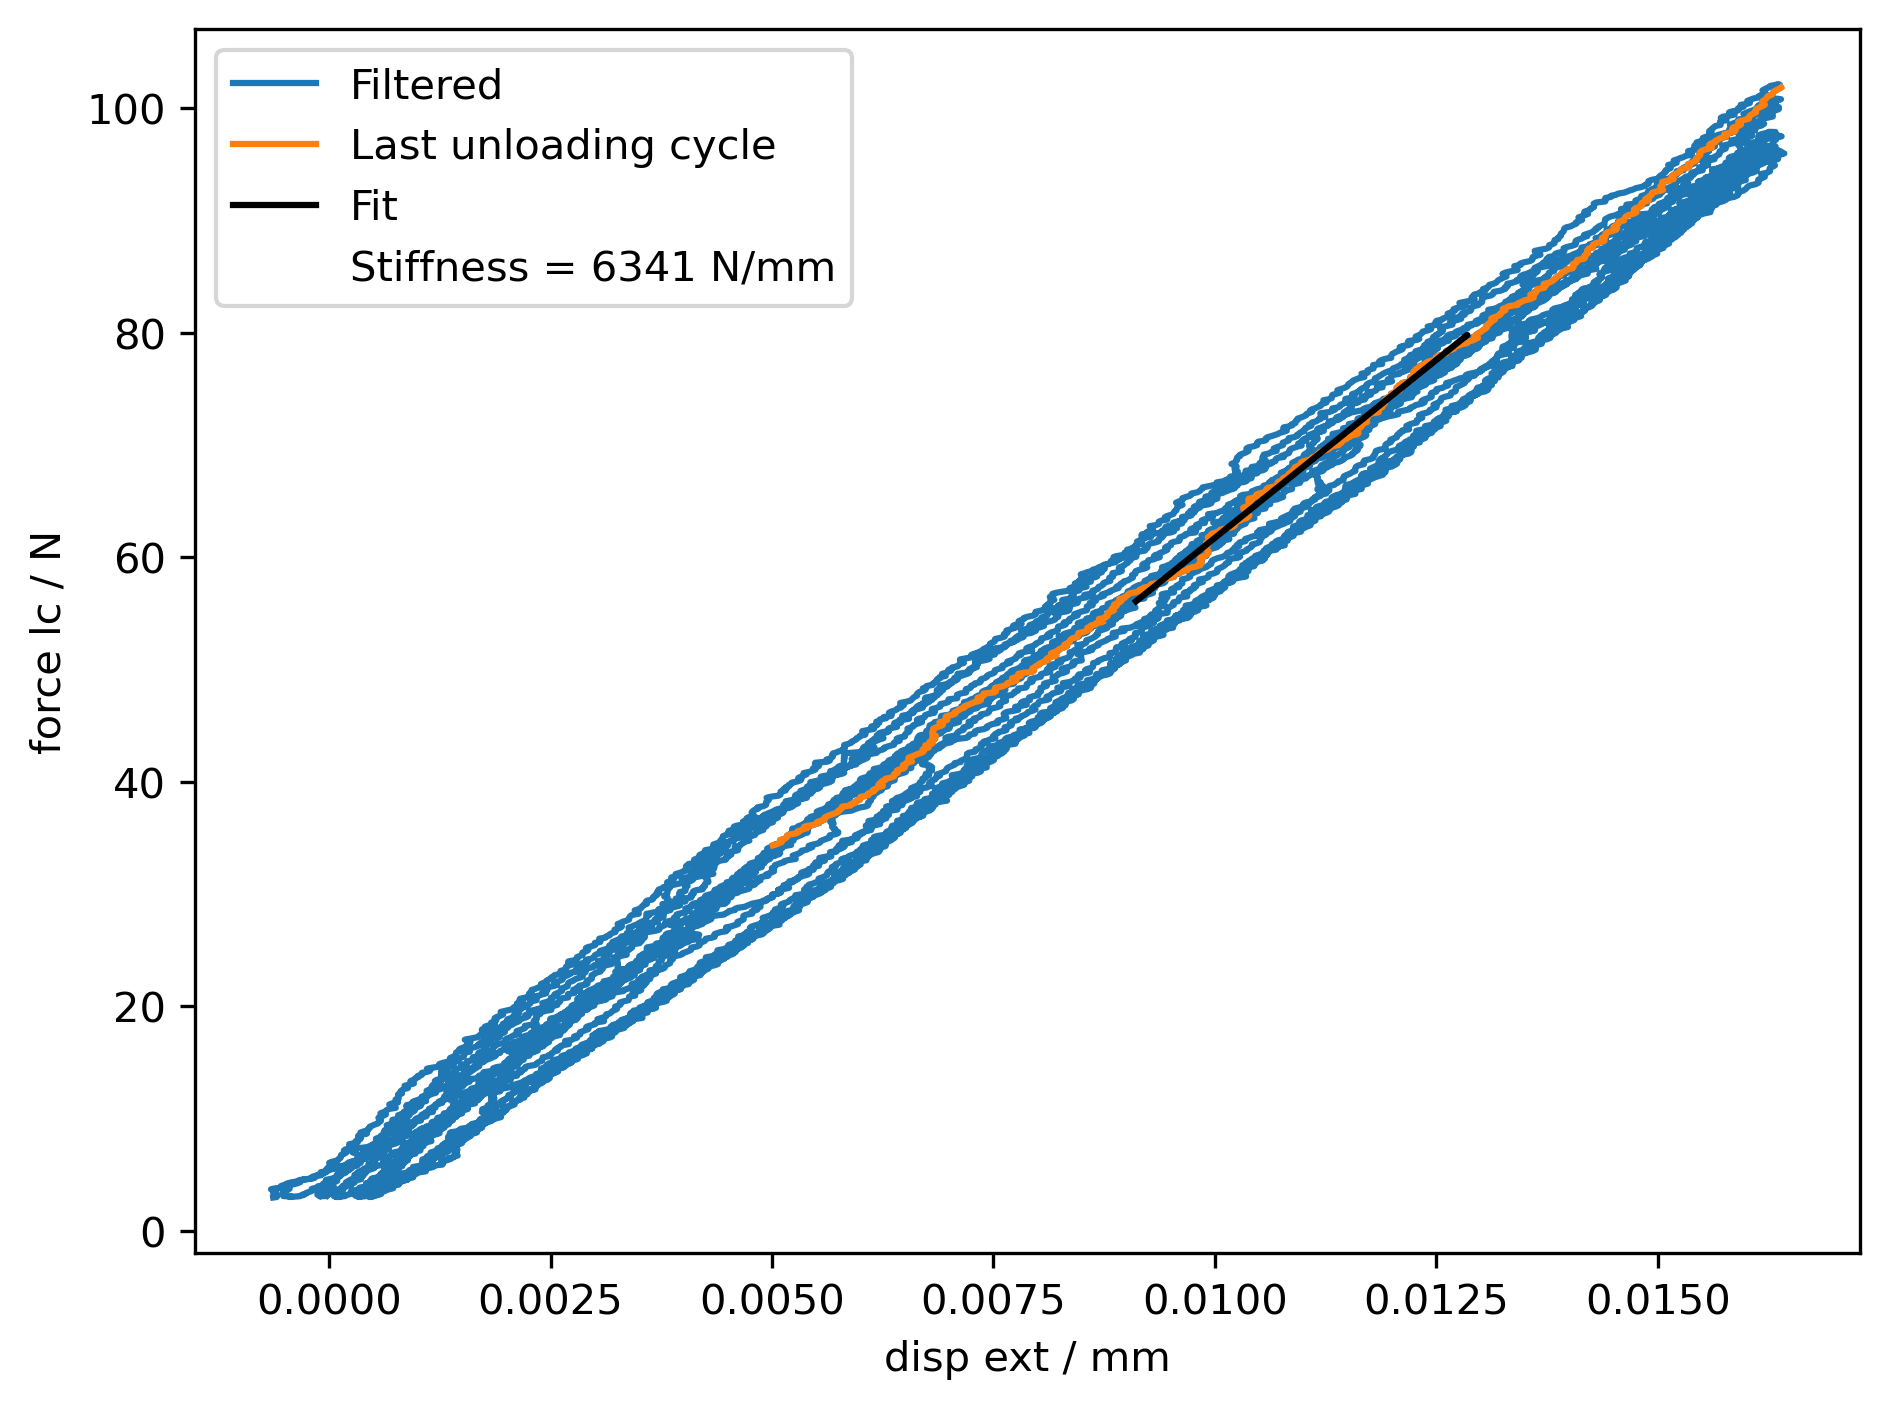 Filtered
Last unloading cycle
Fit
Stiffness = 6341 N/mm
100
80
60
40
20
0
force lc / N
0.0000 0.0025 0.0050 0.0075 0.0100 0.0125 0.0150
disp ext / mm